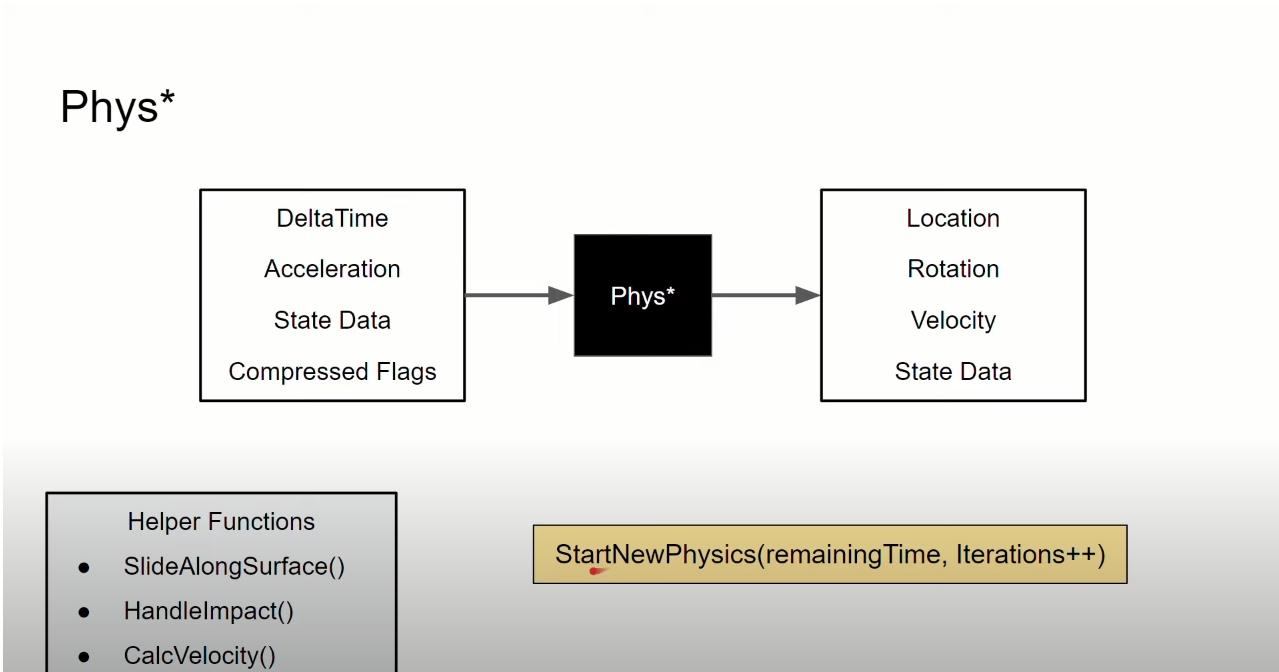 Phys*
DeltaTime
Acceleration
State Data
Compressed Flags
Phys*
Location
Rotation
Velocity
State Data
Helper Functions
● SlideAlongSurface()
● HandleImpact()
● CalcVelocity()
StartNewPhysics(remainingTime, Iterations++)